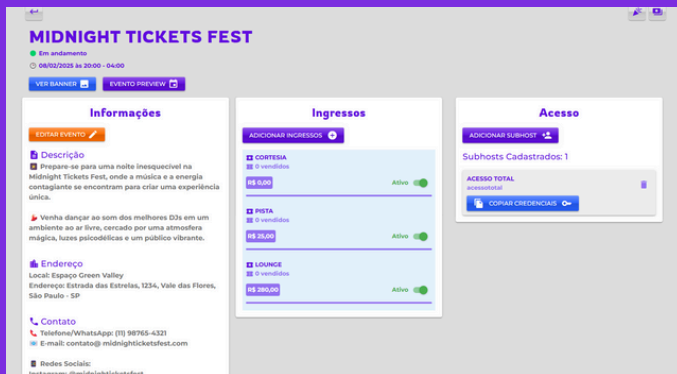 MIDNIGHT TICKETS FEST
Em andamento
08/02/2025 às 20:00 - 04:00
VER BANNER
EVENTO PREVIEW
Informações
EDITAR EVENTO
Descrição
Prepare-se para uma noite inesquecível na
Midnight Tickets Fest, onde a música e a energia
contagiante se encontram para criar uma experiência
única.
Venha dançar ao som dos melhores DJs em um
ambiente ao ar livre, cercado por uma atmosfera
mágica, luzes psicodélicas e um público vibrante.
Endereço
Local: Espaço Green Valley
Endereço: Estrada das Estrelas, 1234, Vale das Flores,
São Paulo - SP
Contato
Telefone/WhatsApp: (11) 98765-4321
E-mail: contato@ midnighticketsfest.com
Redes Sociais:
Instagram: @midnightticketsfest
Ingressos
ADICIONAR INGRESSOS
CORTESIA
0 vendidos
R$ 0,00
Ativo
PISTA
0 vendidos
R$ 25,00
Ativo
LOUNGE
0 vendidos
R$ 280,00
Ativo
Acesso
ADICIONAR SUBHOST
Subhosts Cadastrados: 1
ACESSO TOTAL
acessototal
COPIAR CREDENCIAIS